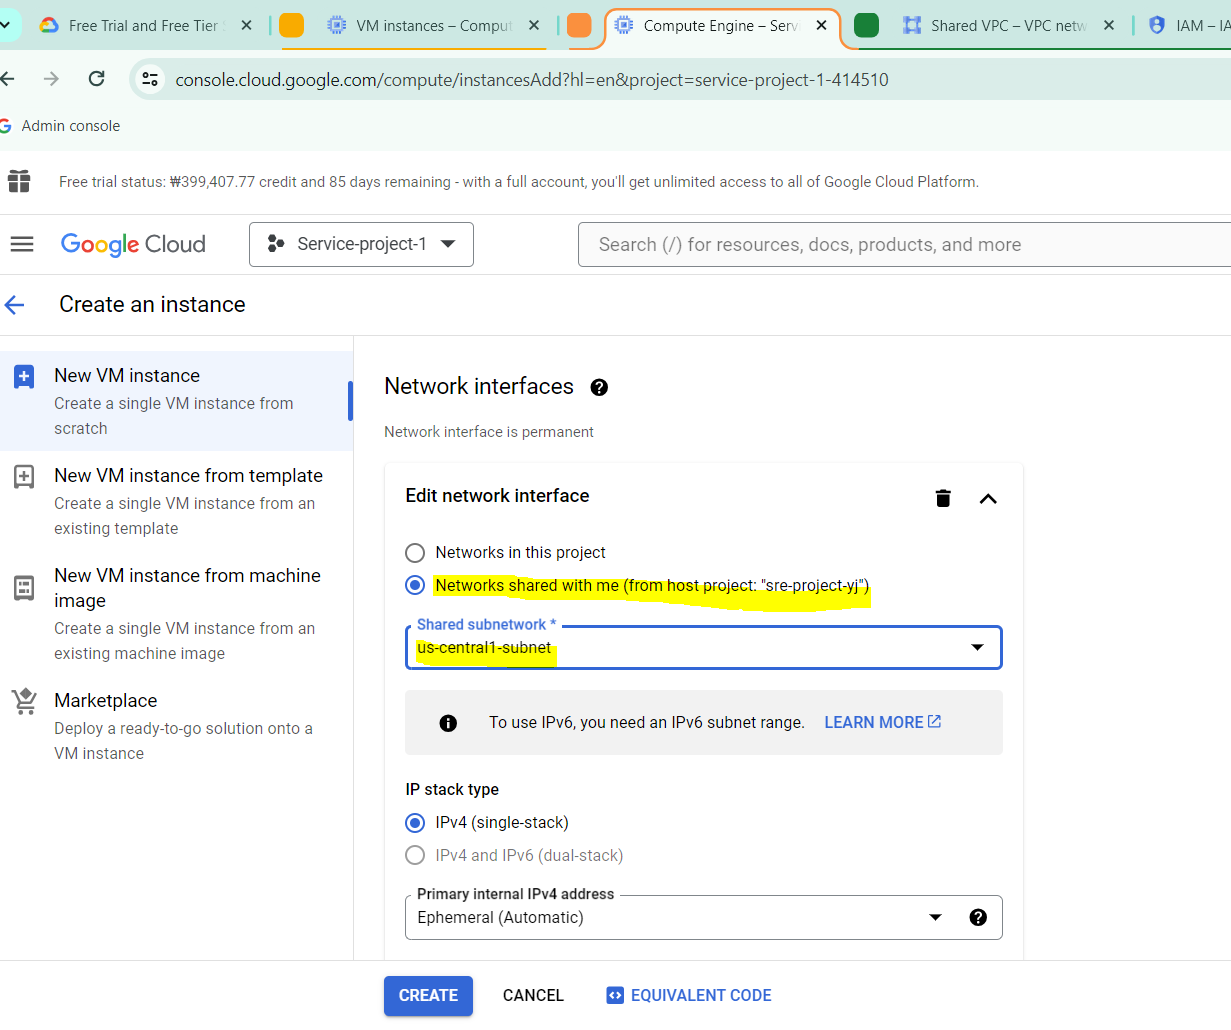 Free Trial and Free Tier
VM instances – Comput
Compute Engine – Serv
Shared VPC – VPC netw
IAM – IA
console.cloud.google.com/compute/instancesAdd?hl=en&project=service-project-1-414510
Admin console
Free trial status: ₩399,407.77 credit and 85 days remaining - with a full account, you'll get unlimited access to all of Google Cloud Platform.
Google Cloud
Service-project-1
Search (/) for resources, docs, products, and more
Create an instance
New VM instance
Create a single VM instance from
scratch
New VM instance from template
Create a single VM instance from an
existing template
New VM instance from machine
image
Create a single VM instance from an
existing machine image
Marketplace
Deploy a ready-to-go solution onto a
VM instance
Network interfaces
Network interface is permanent
Edit network interface
Networks in this project
Networks shared with me (from host project: "sre-project-yj")
Shared subnetwork *
us-central1-subnet
To use IPv6, you need an IPv6 subnet range. LEARN MORE
IP stack type
IPv4 (single-stack)
IPv4 and IPv6 (dual-stack)
Primary internal IPv4 address
Ephemeral (Automatic)
CREATE
CANCEL
EQUIVALENT CODE